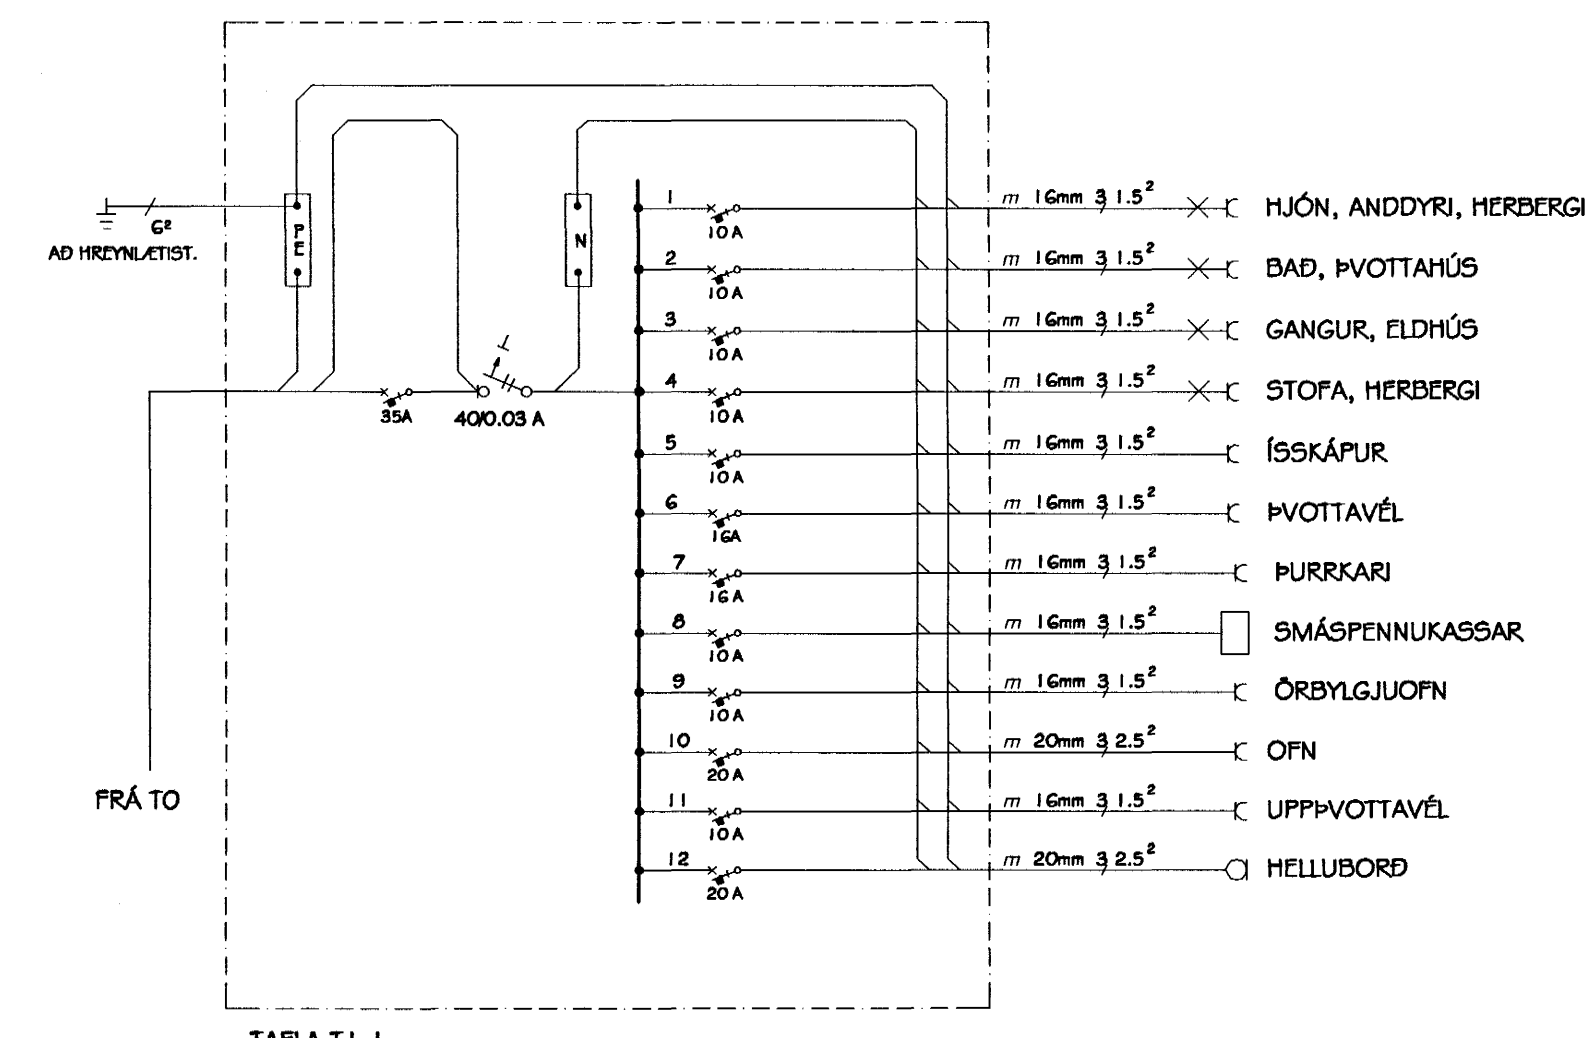 1 10A m 16mm 3 1.5² HJÓN, ANDDYRI, HERBERGI
6²
AÐ HREYNLÆTIST.
PE
N
2 10A m 16mm 3 1.5² BAÐ, ÞVOTTAHÚS
3 10A m 16mm 3 1.5² GANGUR, ELDHÚS
35A
40/0.03 A
4 10A m 16mm 3 1.5² STOFA, HERBERGI
5 10A m 16mm 3 1.5² ÍSSKÁPUR
6 16A m 16mm 3 1.5² ÞVOTTAVÉL
7 16A m 16mm 3 1.5² ÞURRKARI
8 10A m 16mm 3 1.5² SMÁSPENNUKASSAR
9 10A m 16mm 3 1.5² ÖRBYLGJUOFN
10 20A m 20mm 3 2.5² OFN
FRÁ TO
11 10A m 16mm 3 1.5² UPPÞVOTTAVÉL
12 20A m 20mm 3 2.5² HELLUBORÐ